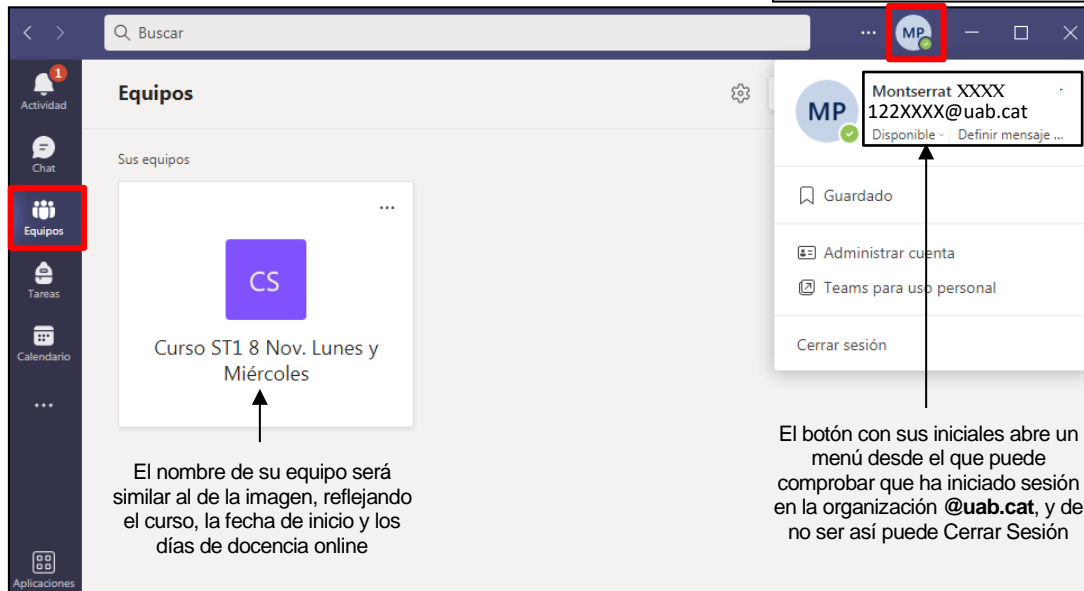 Buscar
MP
1
Actividad
Chat
Equipos
Tareas
Calendario
Aplicaciones
Equipos
Sus equipos
CS
Curso ST1 8 Nov. Lunes y
Miércoles
El nombre de su equipo será
similar al de la imagen, reflejando
el curso, la fecha de inicio y los
días de docencia online
MP
Montserrat XXXX
122XXXX@uab.cat
Disponible Definir mensaje ...
Guardado
Administrar cuenta
Teams para uso personal
Cerrar sesión
El botón con sus iniciales abre un
menú desde el que puede
comprobar que ha iniciado sesión
en la organización @uab.cat, y de
no ser así puede Cerrar Sesión